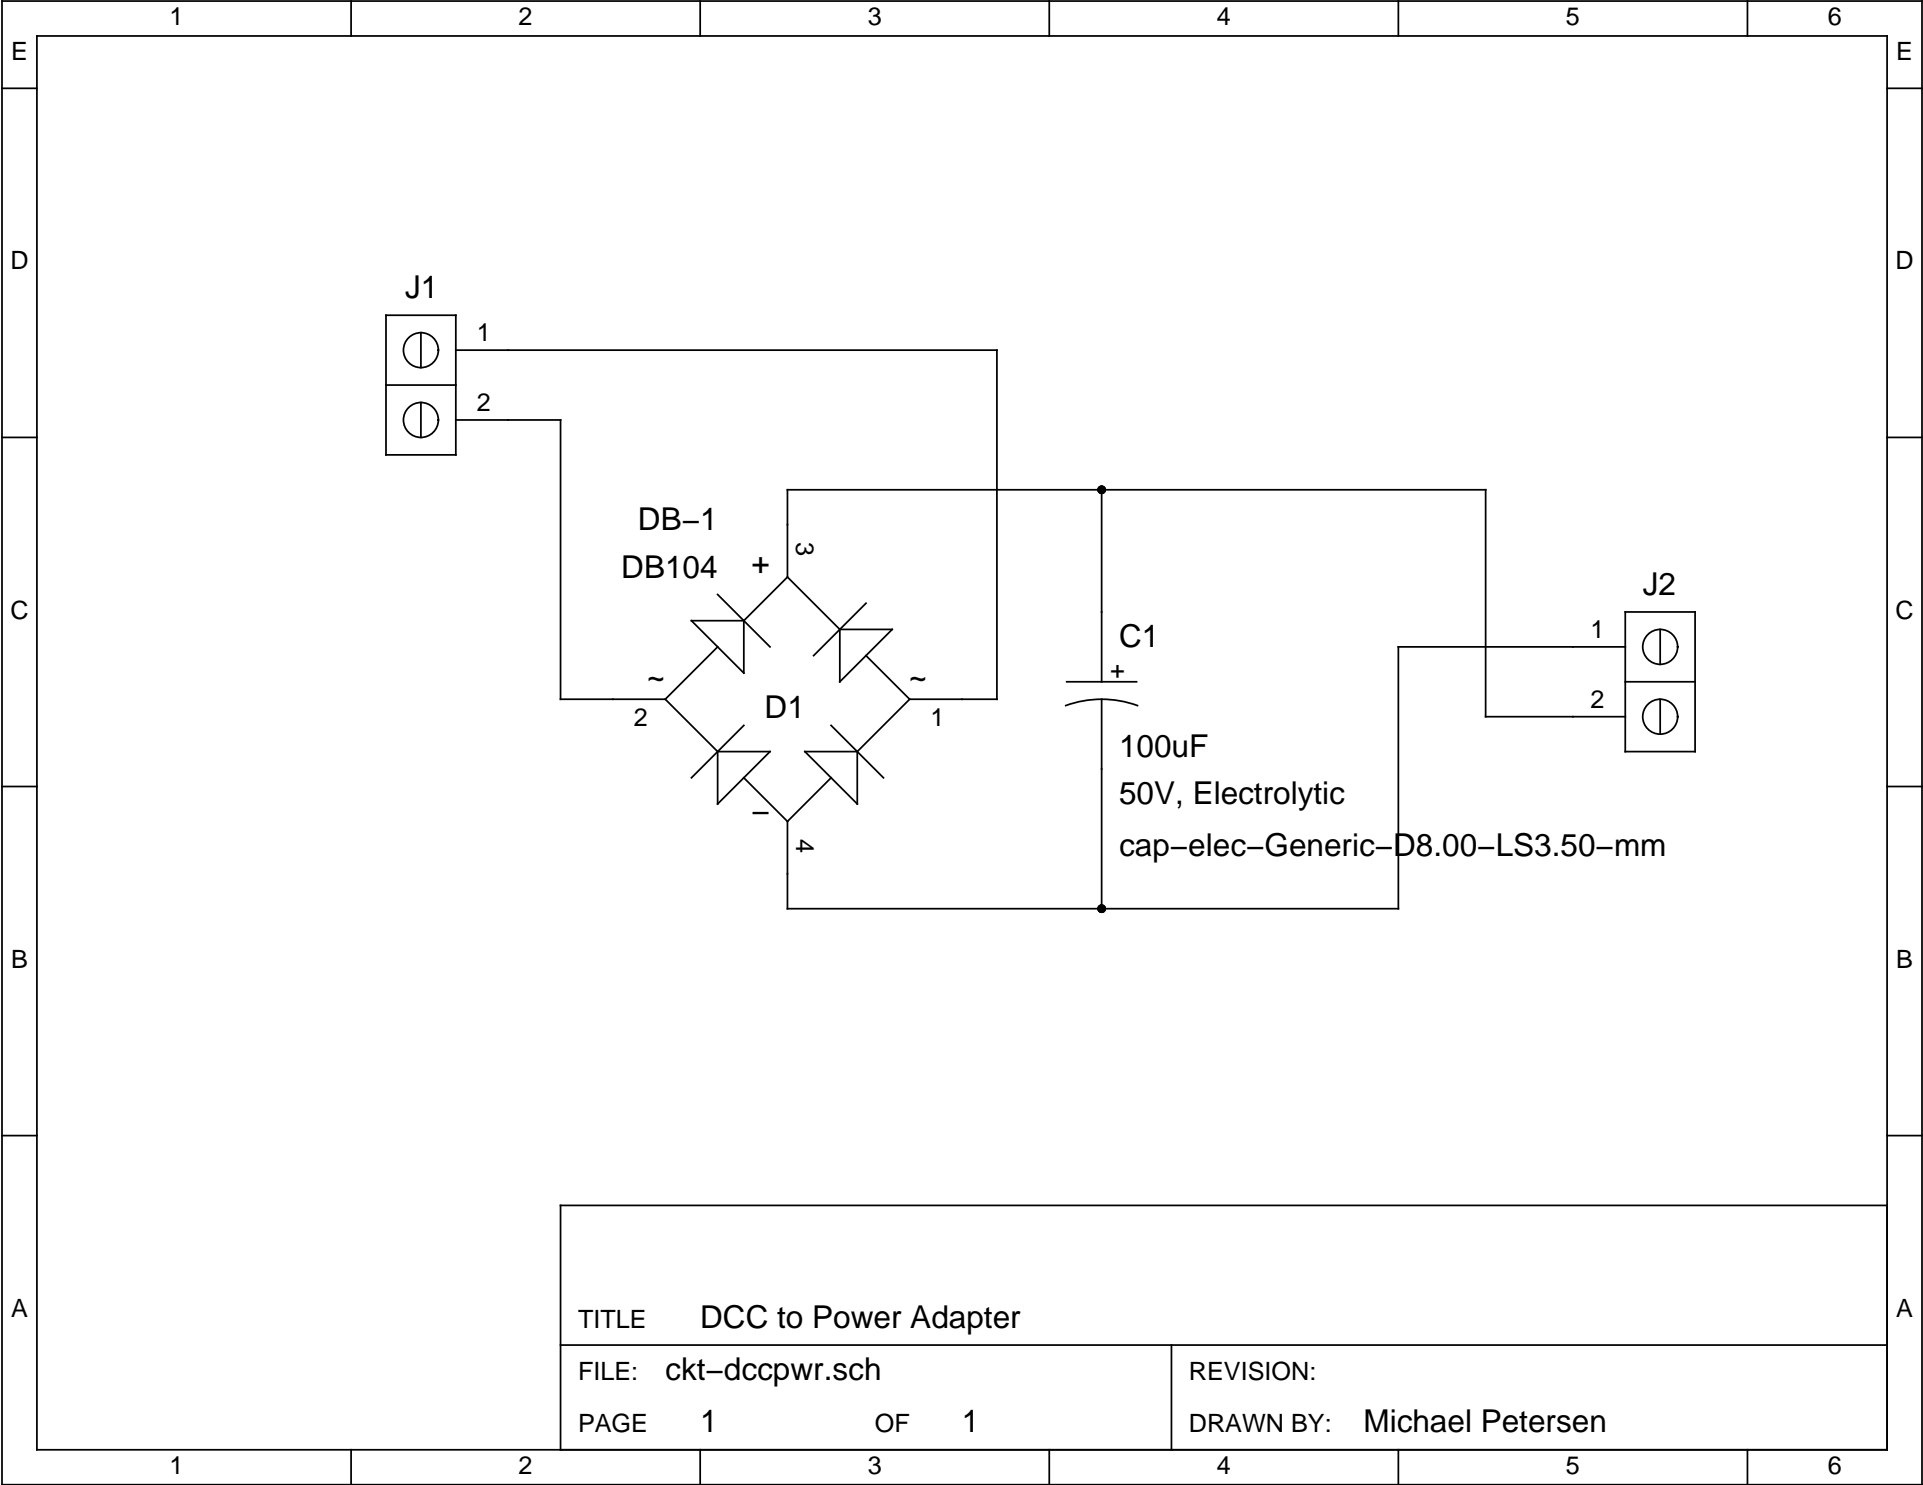 1 2 3 4 5 6
E E
D D
J1
1
2
DB–1
DB104 +
3
J2
C C
1
C1
+
~ ~
2
D1
2 1
100uF
50V, Electrolytic
–
cap–elec–Generic–D8.00–LS3.50–mm
4
B B
A A
TITLE DCC to Power Adapter
FILE: ckt–dccpwr.sch
REVISION:
PAGE 1 OF 1
DRAWN BY: Michael Petersen
1 2 3 4 5 6